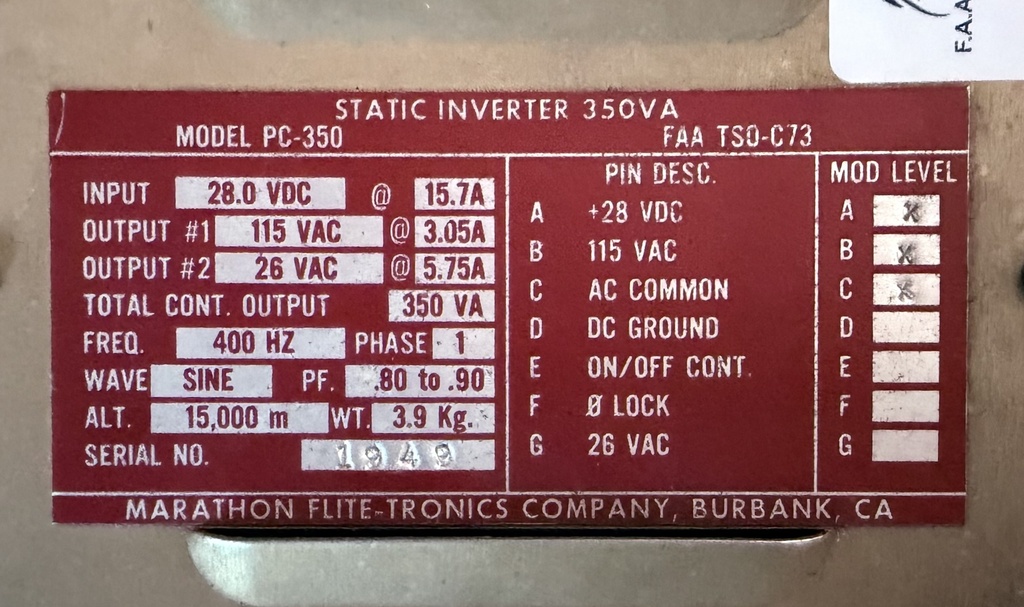 F.A.A
STATIC INVERTER 350VA
MODEL PC-350 FAA TSO-C73
INPUT 28.0 VDC @ 15.7A
OUTPUT #1 115 VAC @ 3.05A
OUTPUT #2 26 VAC @ 5.75A
TOTAL CONT. OUTPUT 350 VA
FREQ. 400 HZ PHASE 1
WAVE SINE PF. .80 to .90
ALT. 15,000 m WT. 3.9 Kg.
SERIAL NO. 1949
PIN DESC.
A +28 VDC
B 115 VAC
C AC COMMON
D DC GROUND
E ON/OFF CONT.
F Ø LOCK
G 26 VAC
MOD LEVEL
A X
B X
C X
D
E
F
G
MARATHON FLITE-TRONICS COMPANY, BURBANK, CA